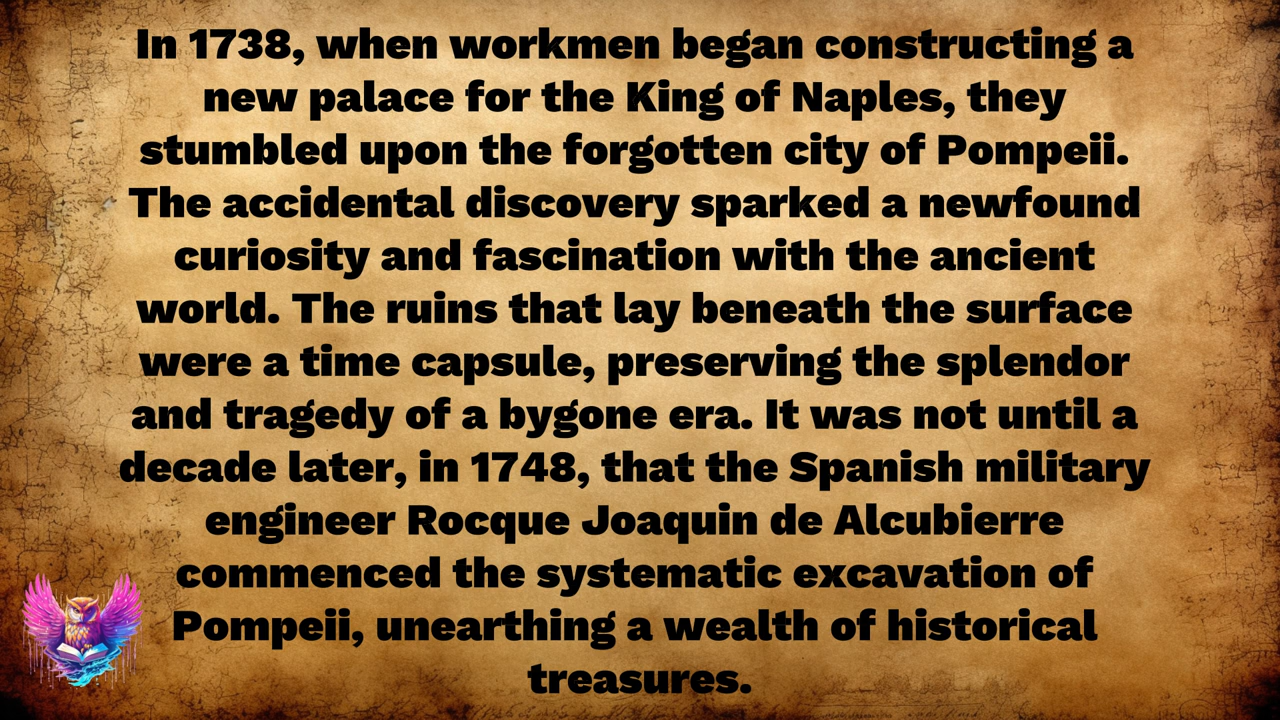 In 1738, when workmen began constructing a
new palace for the King of Naples, they
stumbled upon the forgotten city of Pompeii.
The accidental discovery sparked a newfound
curiosity and fascination with the ancient
world. The ruins that lay beneath the surface
were a time capsule, preserving the splendor
and tragedy of a bygone era. It was not until a
decade later, in 1748, that the Spanish military
engineer Rocque Joaquin de Alcubierre
commenced the systematic excavation of
Pompeii, unearthing a wealth of historical
treasures.